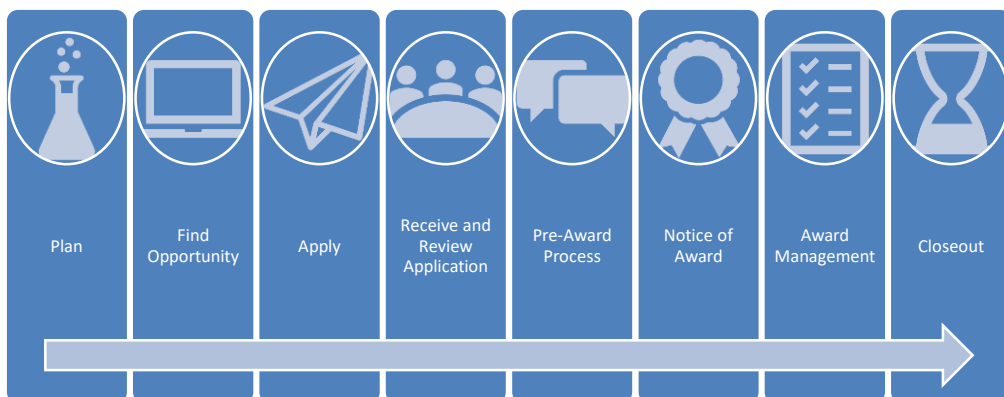 Plan
Find
Opportunity
Apply
Receive and
Review
Application
Pre-Award
Process
Notice of
Award
Award
Management
Closeout